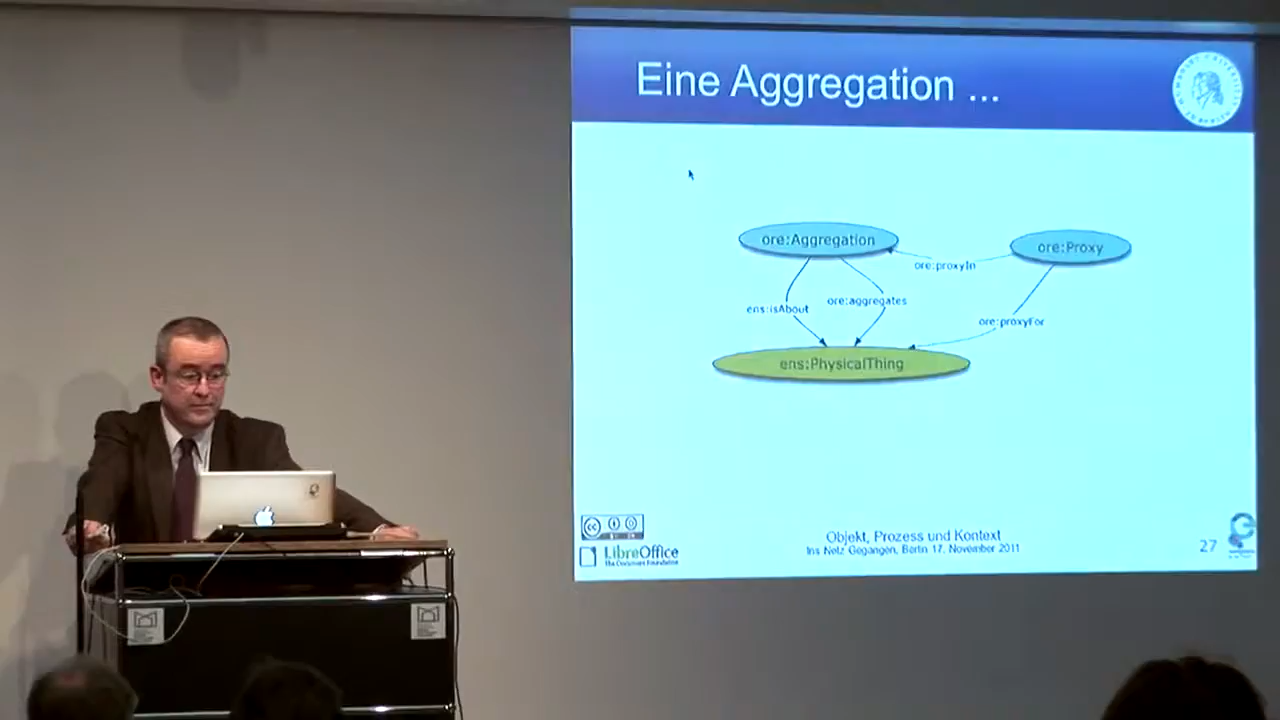 Eine Aggregation ...
ore:Aggregation
ore:Proxy
ore:proxyIn
ens:isAbout
ore:aggregates
ore:proxyFor
ens:PhysicalThing
cc
LibreOffice
The Document Foundation
Objekt, Prozess und Kontext
Ins Netz Gegangen, Berlin 17. November 2011
27